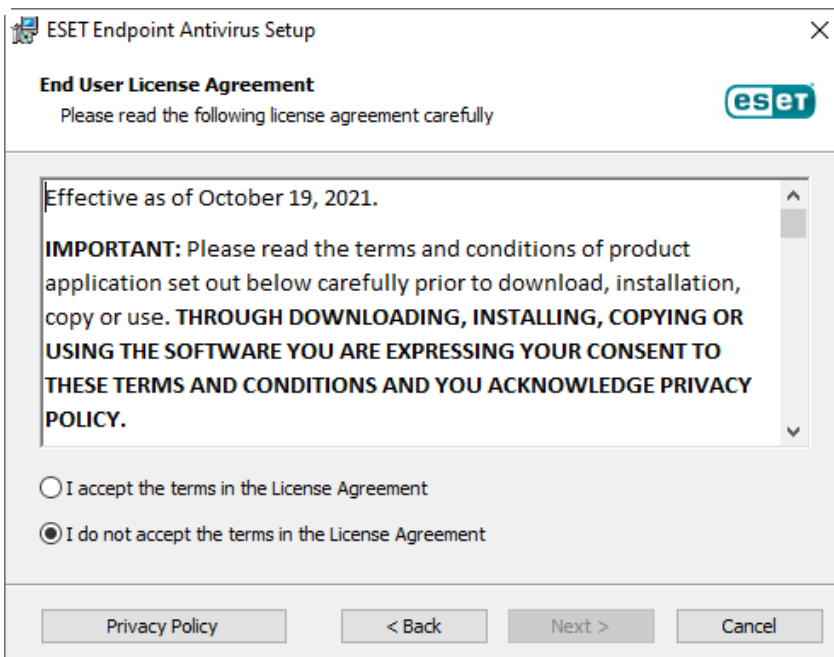 ESET Endpoint Antivirus Setup
End User License Agreement
Please read the following license agreement carefully
eset
Effective as of October 19, 2021.
IMPORTANT: Please read the terms and conditions of product
application set out below carefully prior to download, installation,
copy or use. THROUGH DOWNLOADING, INSTALLING, COPYING OR
USING THE SOFTWARE YOU ARE EXPRESSING YOUR CONSENT TO
THESE TERMS AND CONDITIONS AND YOU ACKNOWLEDGE PRIVACY
POLICY.
I accept the terms in the License Agreement
I do not accept the terms in the License Agreement
Privacy Policy < Back Next > Cancel